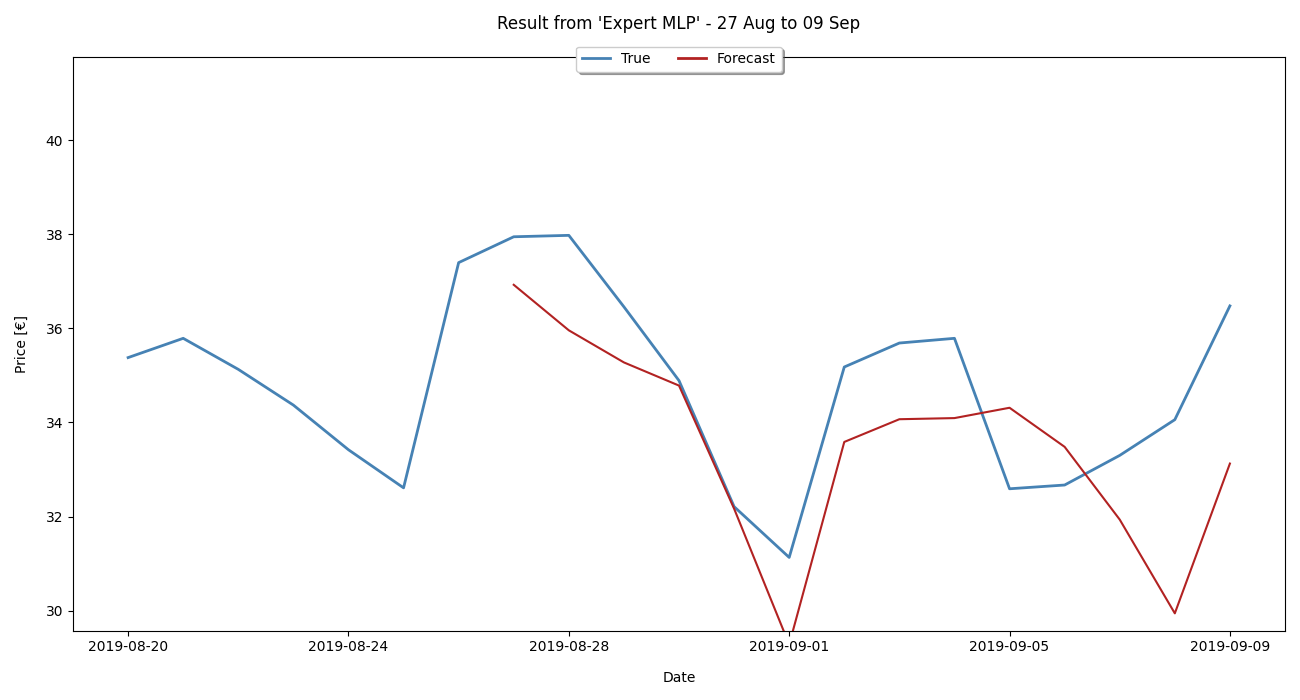 Result from 'Expert MLP' - 27 Aug to 09 Sep
True Forecast
40
38
36
34
32
30
Price [€]
2019-08-20 2019-08-24 2019-08-28 2019-09-01 2019-09-05 2019-09-09
Date